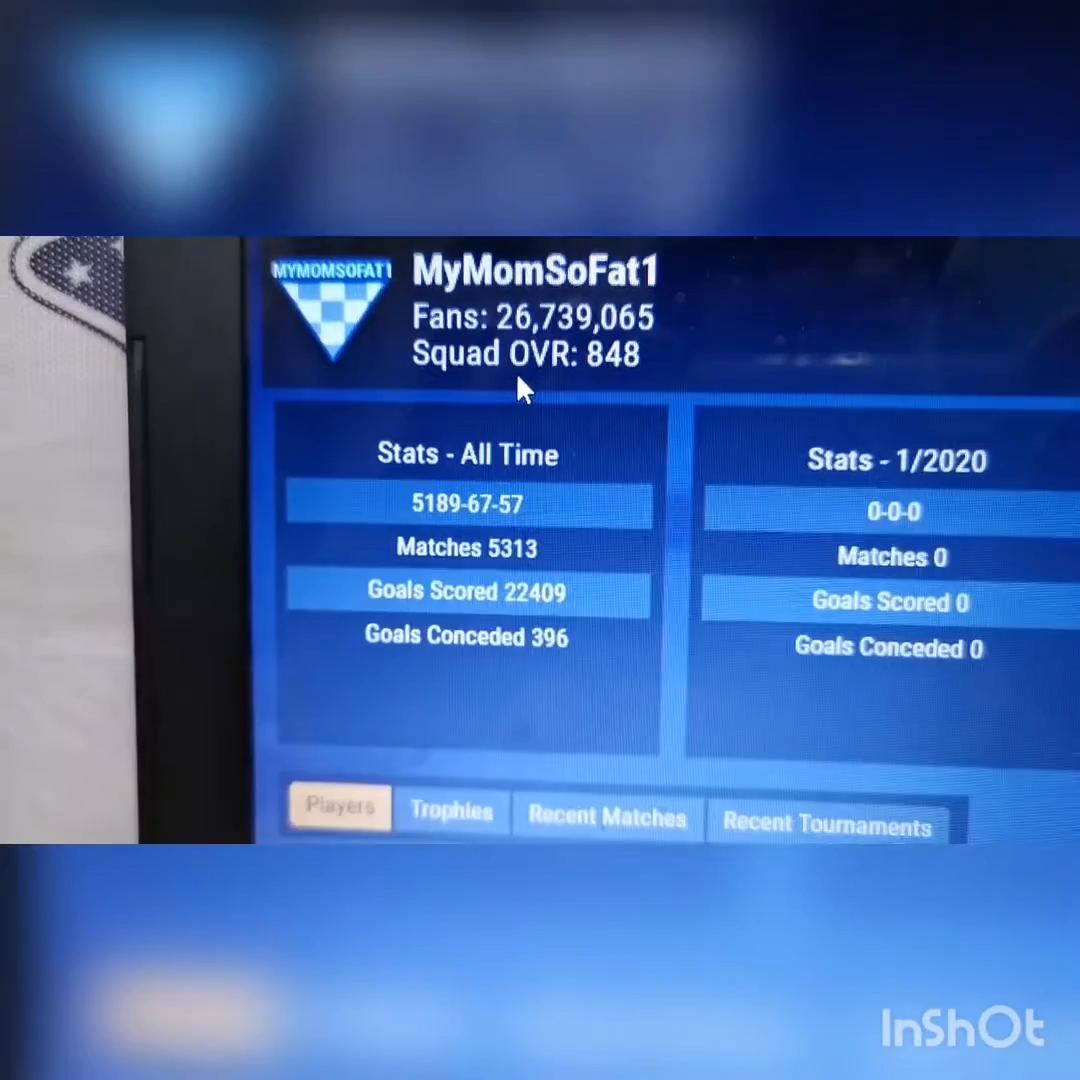 MYMOMSOFAT1
MyMomSoFat1
Fans: 26,739,065
Squad OVR: 848
Stats - All Time
5189-67-57
Matches 5313
Goals Scored 22409
Goals Conceded 396
Stats - 1/2020
0-0-0
Matches 0
Goals Scored 0
Goals Conceded 0
Players
Trophies
Recent Matches
Recent Tournaments
InShOt